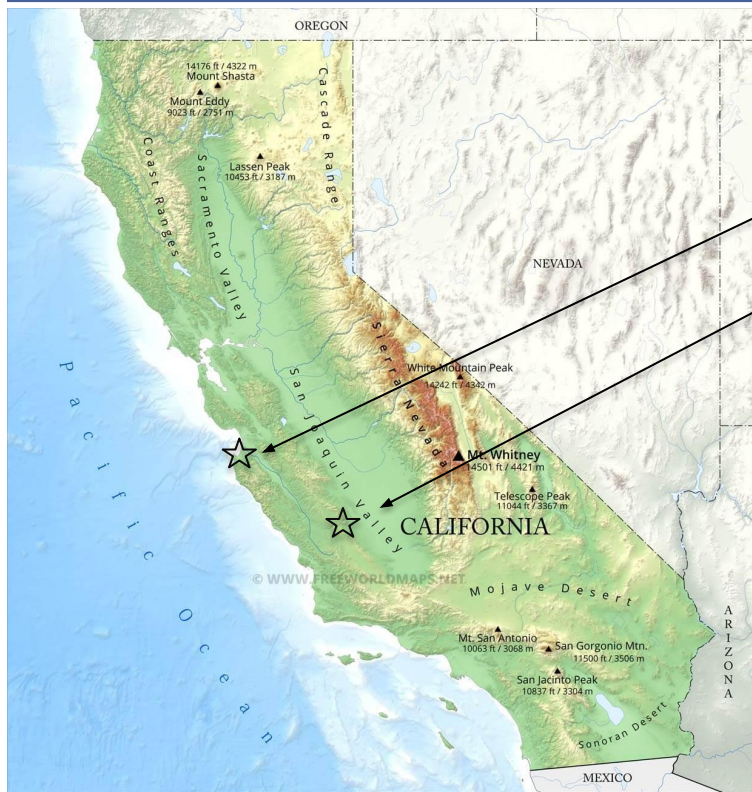 OREGON
14176 ft / 4322 m
Mount Shasta
Mount Eddy
9023 ft / 2751 m
Cascade Range
Coast Ranges
Sacramento Valley
Lassen Peak
10453 ft / 3187 m
NEVADA
Sierra Nevada
White Mountain Peak
14242 ft / 4342 m
San Joaquin Valley
Mt. Whitney
14501 ft / 4421 m
Telescope Peak
11044 ft / 3367 m
CALIFORNIA
Pacific Ocean
© WWW.FREEWORLDMAPS.NET
Mojave Desert
Mt. San Antonio
10063 ft / 3068 m
San Gorgonio Mtn.
11500 ft / 3506 m
San Jacinto Peak
10837 ft / 3304 m
ARIZONA
Sonoran Desert
MEXICO